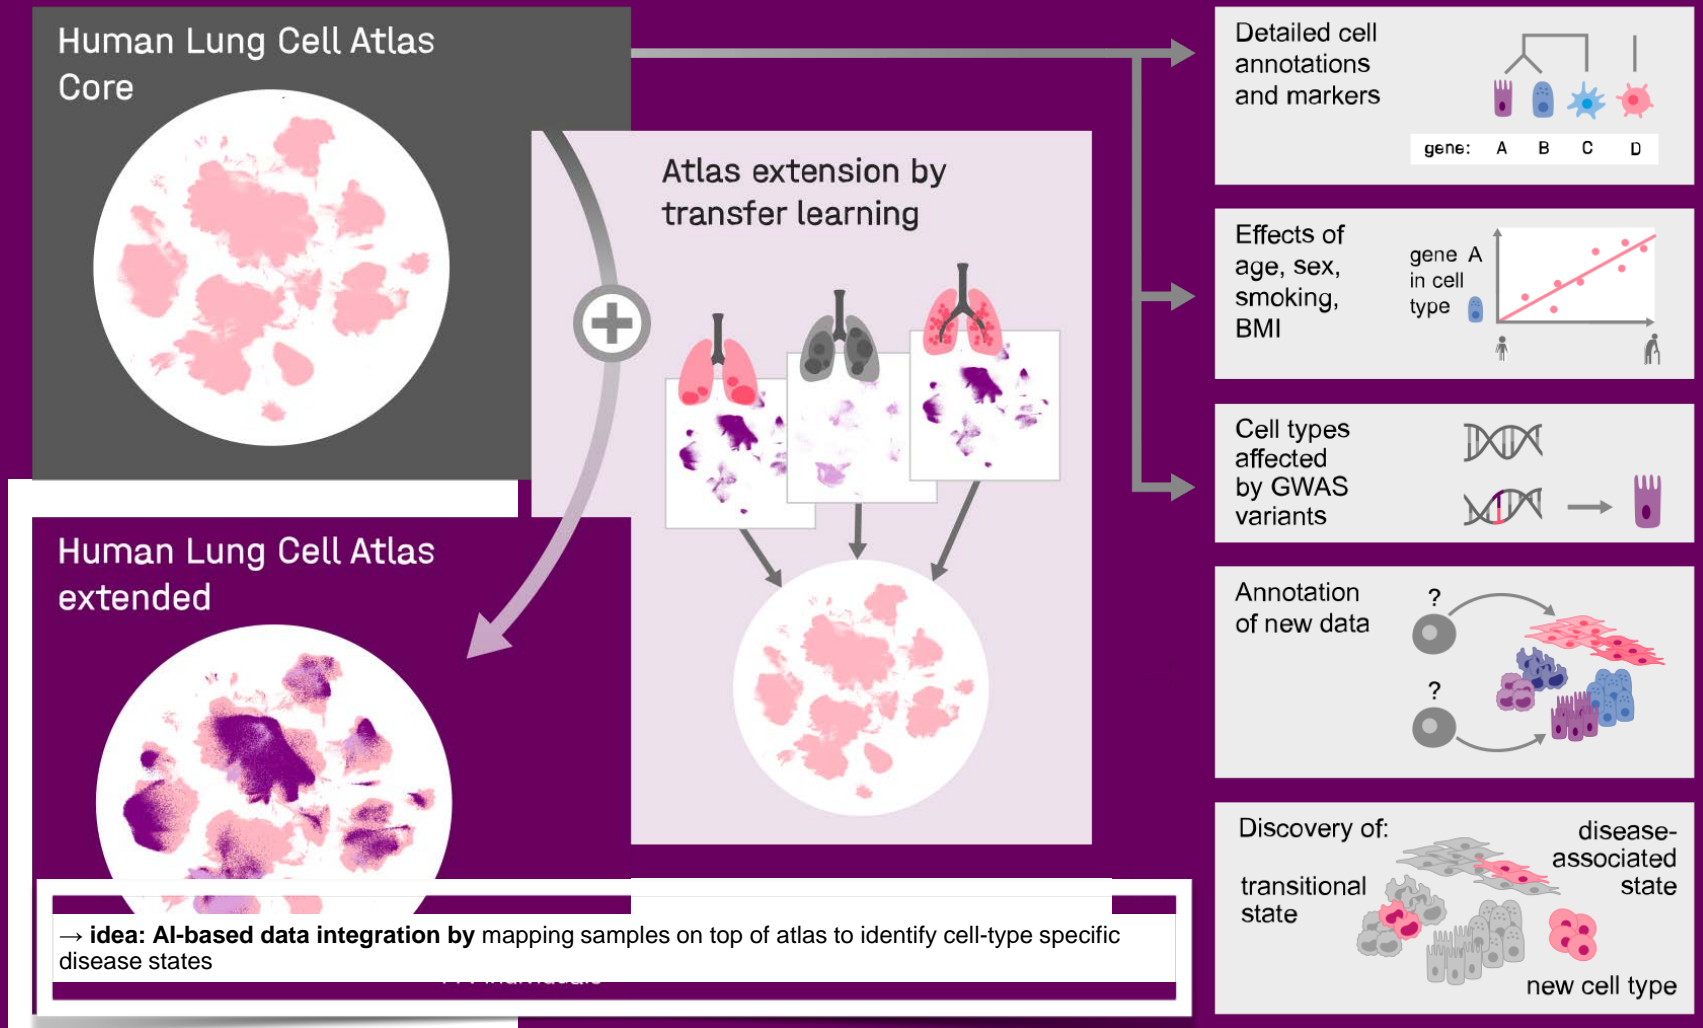 Human Lung Cell Atlas
Core
Atlas extension by
transfer learning
Human Lung Cell Atlas
extended
→ idea: AI-based data integration by mapping samples on top of atlas to identify cell-type specific
disease states
Detailed cell
annotations
and markers
gene: A B C D
Effects of
age, sex,
smoking,
BMI
gene A
in cell
type
Cell types
affected
by GWAS
variants
Annotation
of new data
?
?
Discovery of:
disease-
associated
state
transitional
state
new cell type